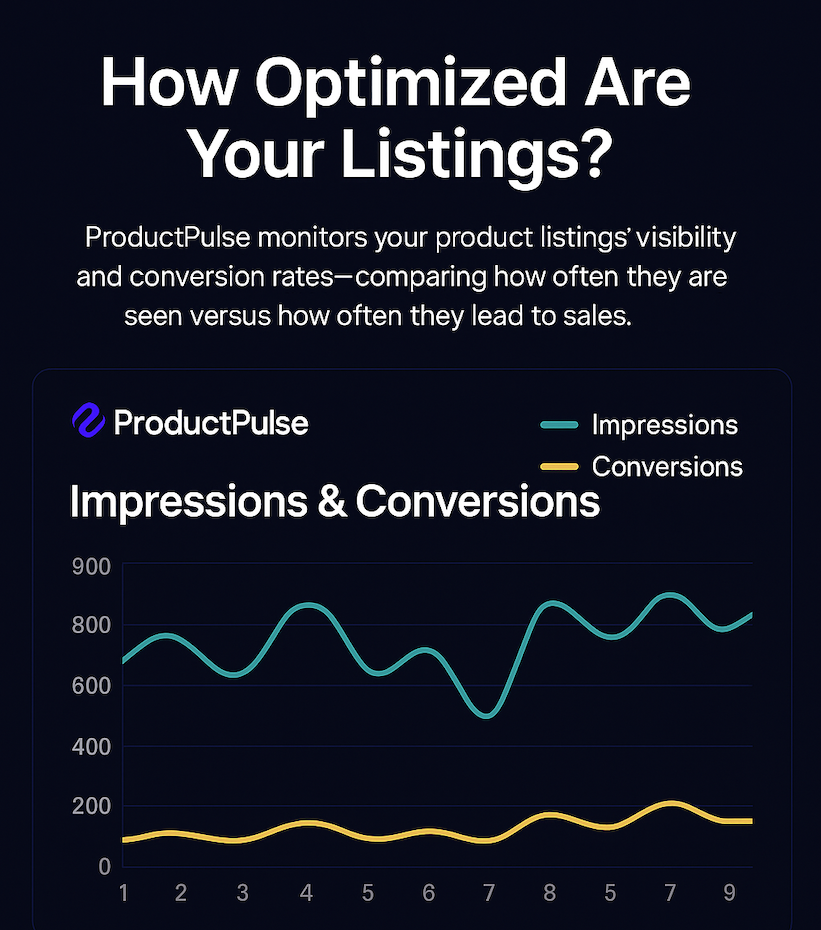 How Optimized Are
Your Listings?
ProductPulse monitors your product listings’ visibility
and conversion rates—comparing how often they are
seen versus how often they lead to sales.
ProductPulse
Impressions
Conversions
Impressions & Conversions
900
800
600
400
200
0
1 2 3 4 5 6 7 8 5 7 9